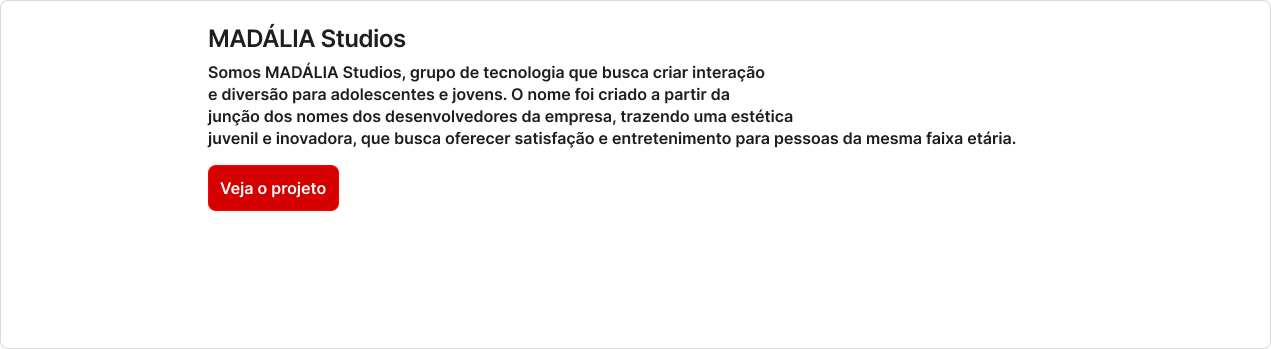 MADÁLIA Studios
Somos MADÁLIA Studios, grupo de tecnologia que busca criar interação
e diversão para adolescentes e jovens. O nome foi criado a partir da
junção dos nomes dos desenvolvedores da empresa, trazendo uma estética
juvenil e inovadora, que busca oferecer satisfação e entretenimento para pessoas da mesma faixa etária.
Veja o projeto